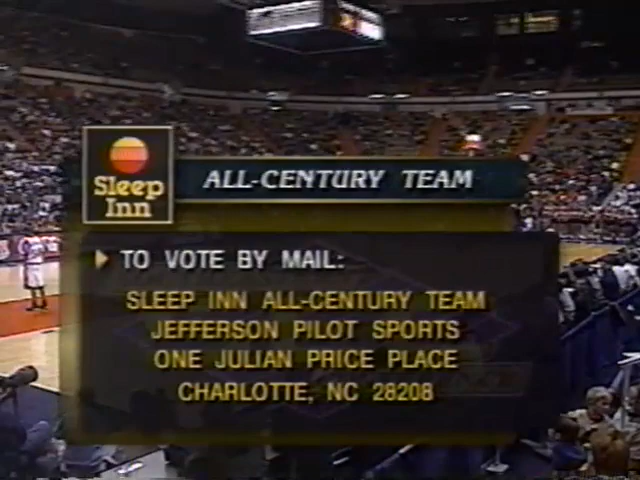 Sleep
Inn
ALL-CENTURY TEAM
TO VOTE BY MAIL:
SLEEP INN ALL-CENTURY TEAM
JEFFERSON PILOT SPORTS
ONE JULIAN PRICE PLACE
CHARLOTTE, NC 28208